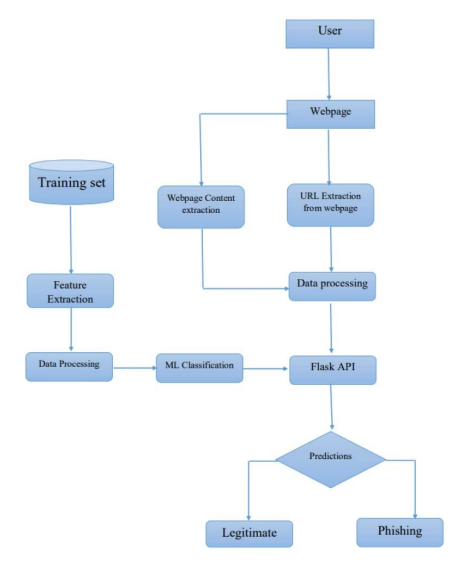 User
Webpage
Training set
Webpage Content
extraction
URL Extraction
from webpage
Feature
Extraction
Data processing
Data Processing
ML Classification
Flask API
Predictions
Legitimate
Phishing